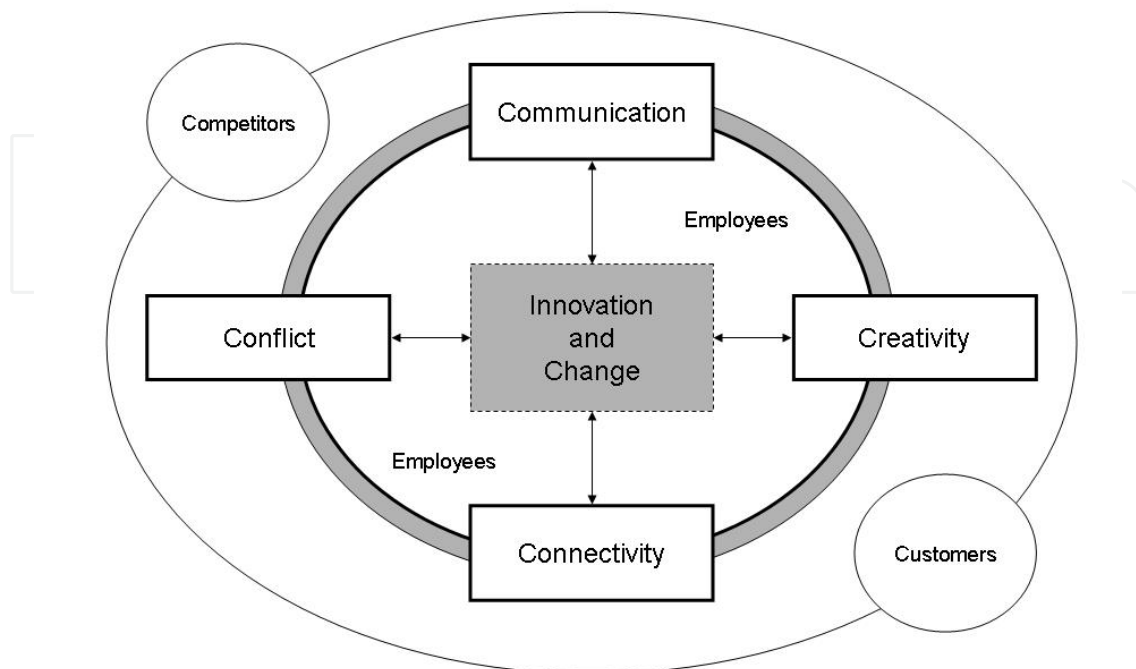 Communication
Competitors
Employees
Innovation
and
Change
Conflict
Creativity
Employees
Connectivity
Customers